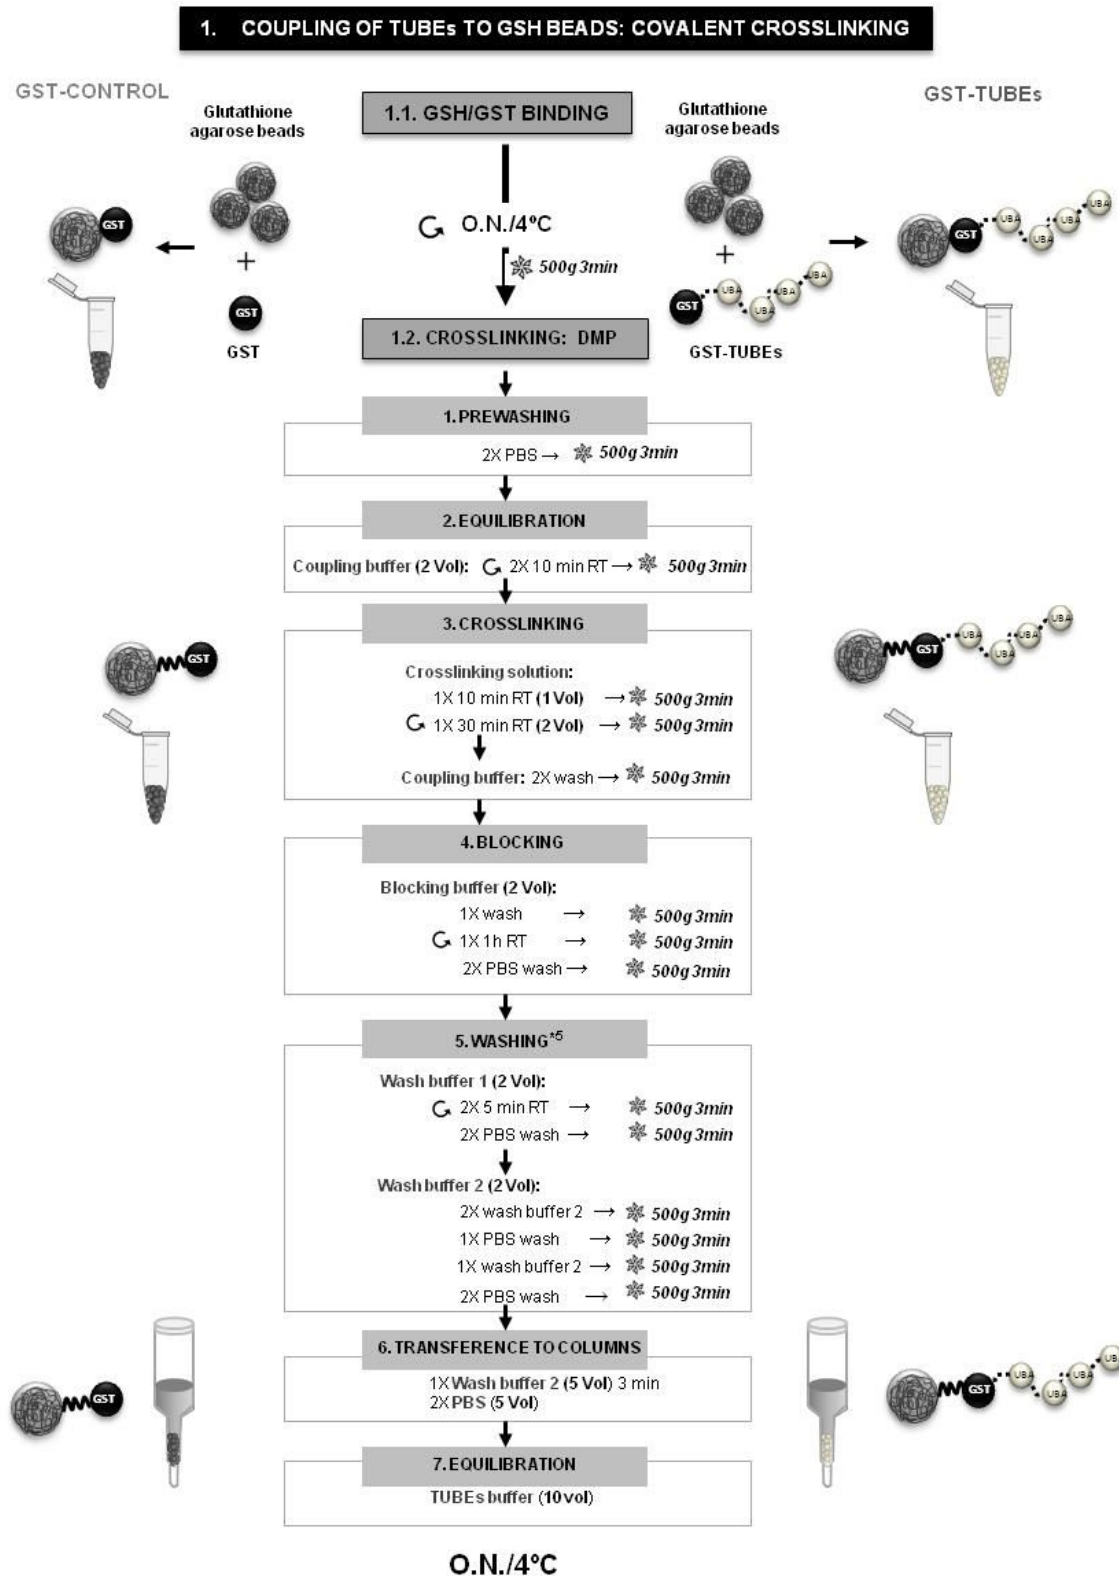 1. COUPLING OF TUBEs TO GSH BEADS: COVALENT CROSSLINKING
GST-CONTROL
Glutathione
agarose beads
1.1. GSH/GST BINDING
Glutathione
agarose beads
GST-TUBEs
GST
+
GST
GST
O.N./4ºC
500g 3min
+
GST
UBA
UBA
UBA
UBA
GST-TUBEs
GST
UBA
UBA
UBA
UBA
1.2. CROSSLINKING: DMP
1. PREWASHING
2X PBS → 500g 3min
2. EQUILIBRATION
Coupling buffer (2 Vol): 2X 10 min RT → 500g 3min
3. CROSSLINKING
Crosslinking solution:
1X 10 min RT (1 Vol) → 500g 3min
1X 30 min RT (2 Vol) → 500g 3min
Coupling buffer: 2X wash → 500g 3min
GST
GST
UBA
UBA
UBA
UBA
4. BLOCKING
Blocking buffer (2 Vol):
1X wash → 500g 3min
1X 1h RT → 500g 3min
2X PBS wash → 500g 3min
5. WASHING*5
Wash buffer 1 (2 Vol):
2X 5 min RT → 500g 3min
2X PBS wash → 500g 3min
Wash buffer 2 (2 Vol):
2X wash buffer 2 → 500g 3min
1X PBS wash → 500g 3min
1X wash buffer 2 → 500g 3min
2X PBS wash → 500g 3min
6. TRANSFERENCE TO COLUMNS
1X Wash buffer 2 (5 Vol) 3 min
2X PBS (5 Vol)
GST
GST
UBA
UBA
UBA
UBA
7. EQUILIBRATION
TUBEs buffer (10 vol)
O.N./4ºC